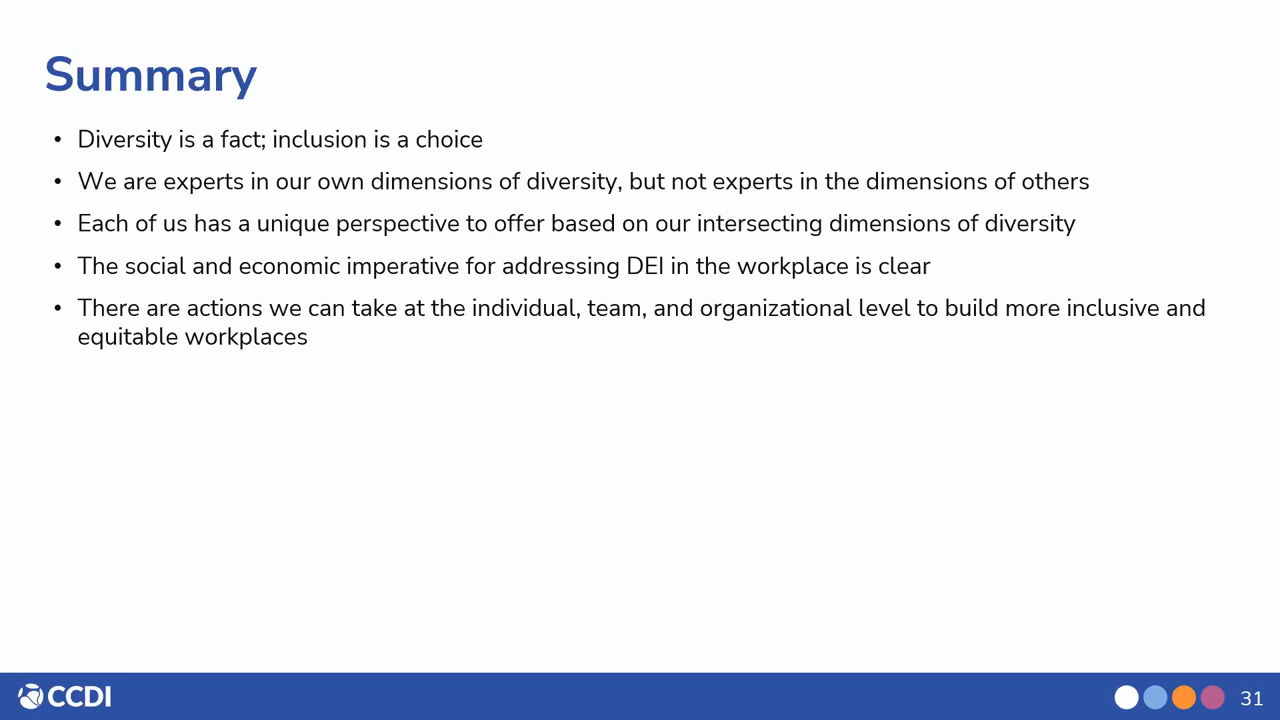 Summary
• Diversity is a fact; inclusion is a choice
• We are experts in our own dimensions of diversity, but not experts in the dimensions of others
• Each of us has a unique perspective to offer based on our intersecting dimensions of diversity
• The social and economic imperative for addressing DEI in the workplace is clear
• There are actions we can take at the individual, team, and organizational level to build more inclusive and
equitable workplaces
CCDI
31